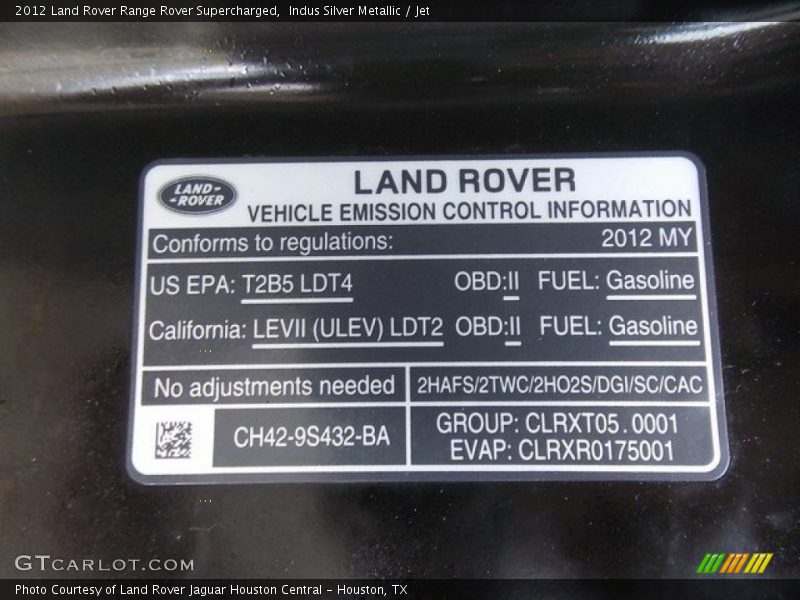 2012 Land Rover Range Rover Supercharged,  Indus Silver Metallic / Jet
LAND-
-ROVER
LAND ROVER
VEHICLE EMISSION CONTROL INFORMATION
Conforms to regulations: 2012 MY
US EPA: T2B5 LDT4 OBD:II FUEL: Gasoline
California: LEVII (ULEV) LDT2 OBD:II FUEL: Gasoline
No adjustments needed 2HAFS/2TWC/2HO2S/DGI/SC/CAC
CH42-9S432-BA
GROUP: CLRXT05.0001
EVAP: CLRXR0175001
GTCARLOT.COM
Photo Courtesy of Land Rover Jaguar Houston Central - Houston, TX